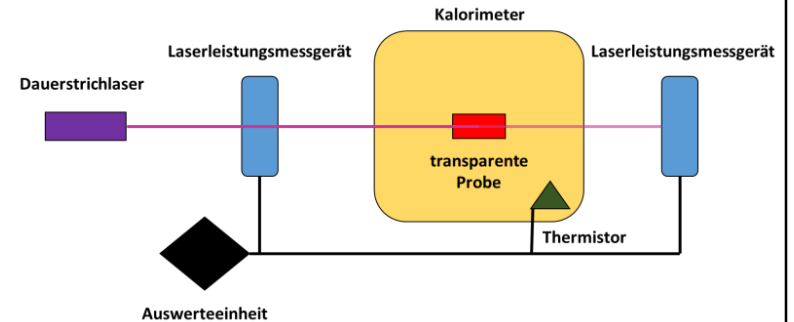 Kalorimeter
Laserleistungsmessgerät
Laserleistungsmessgerät
Dauerstrichlaser
transparente
Probe
Thermistor
Auswerteeinheit